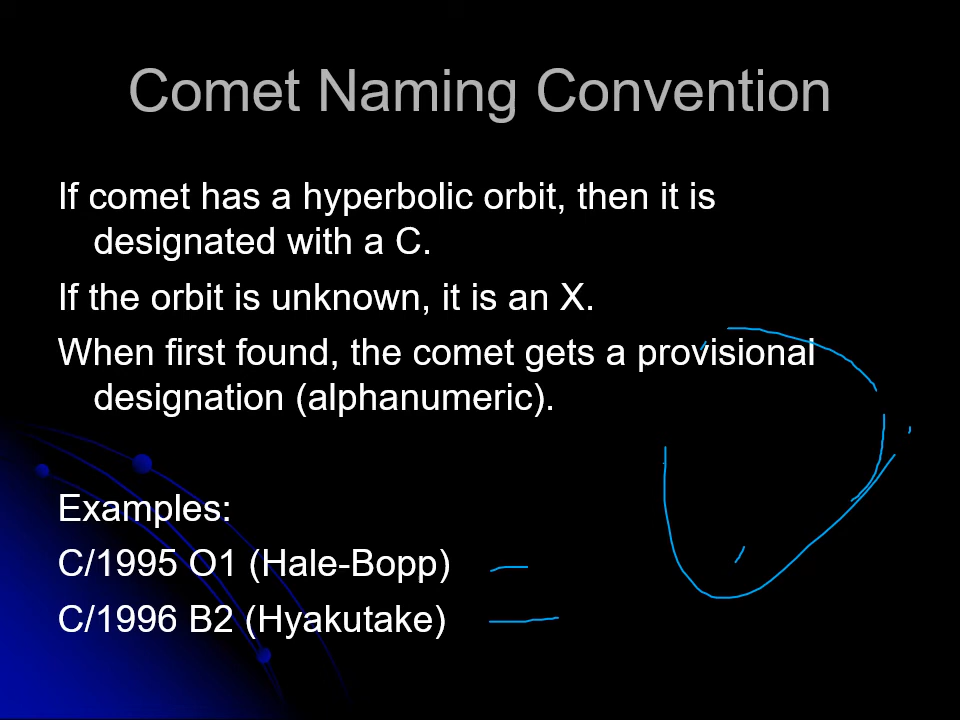 Comet Naming Convention
If comet has a hyperbolic orbit, then it is
designated with a C.
If the orbit is unknown, it is an X.
When first found, the comet gets a provisional
designation (alphanumeric).
Examples:
C/1995 O1 (Hale-Bopp)
C/1996 B2 (Hyakutake)